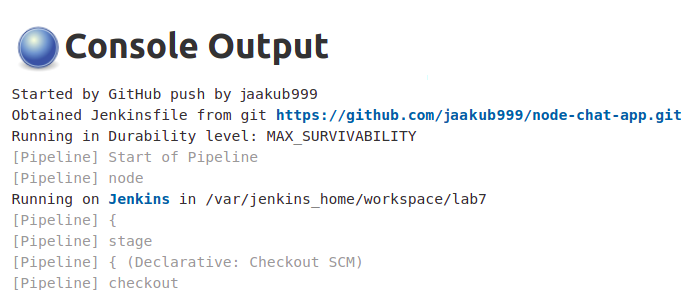 Console Output
Started by GitHub push by jaakub999
Obtained Jenkinsfile from git https://github.com/jaakub999/node-chat-app.git
Running in Durability level: MAX_SURVIVABILITY
[Pipeline] Start of Pipeline
[Pipeline] node
Running on Jenkins in /var/jenkins_home/workspace/lab7
[Pipeline] {
[Pipeline] stage
[Pipeline] { (Declarative: Checkout SCM)
[Pipeline] checkout